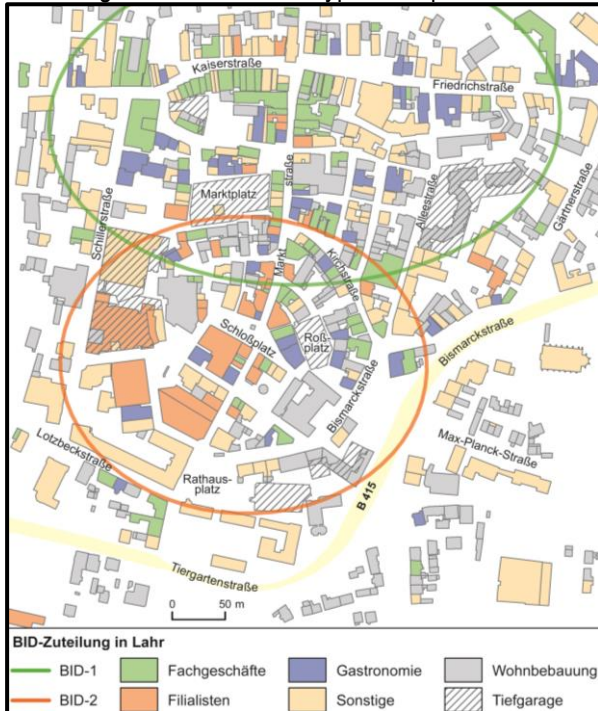 Kaiserstraße
Friedrichstraße
Marktplatz
straße
Alleestraße
Gärtnerstraße
Schillerstraße
Markt
Kirchstraße
Schloßplatz
Roß-
platz
Bismarckstraße
Bismarckstraße
Lotzbeckstraße
Max-Planck-Straße
Rathaus-
platz
B 415
Tiergartenstraße
0 50 m
BID-Zuteilung in Lahr
BID-1 Fachgeschäfte Gastronomie Wohnbebauung
BID-2 Filialisten Sonstige Tiefgarage